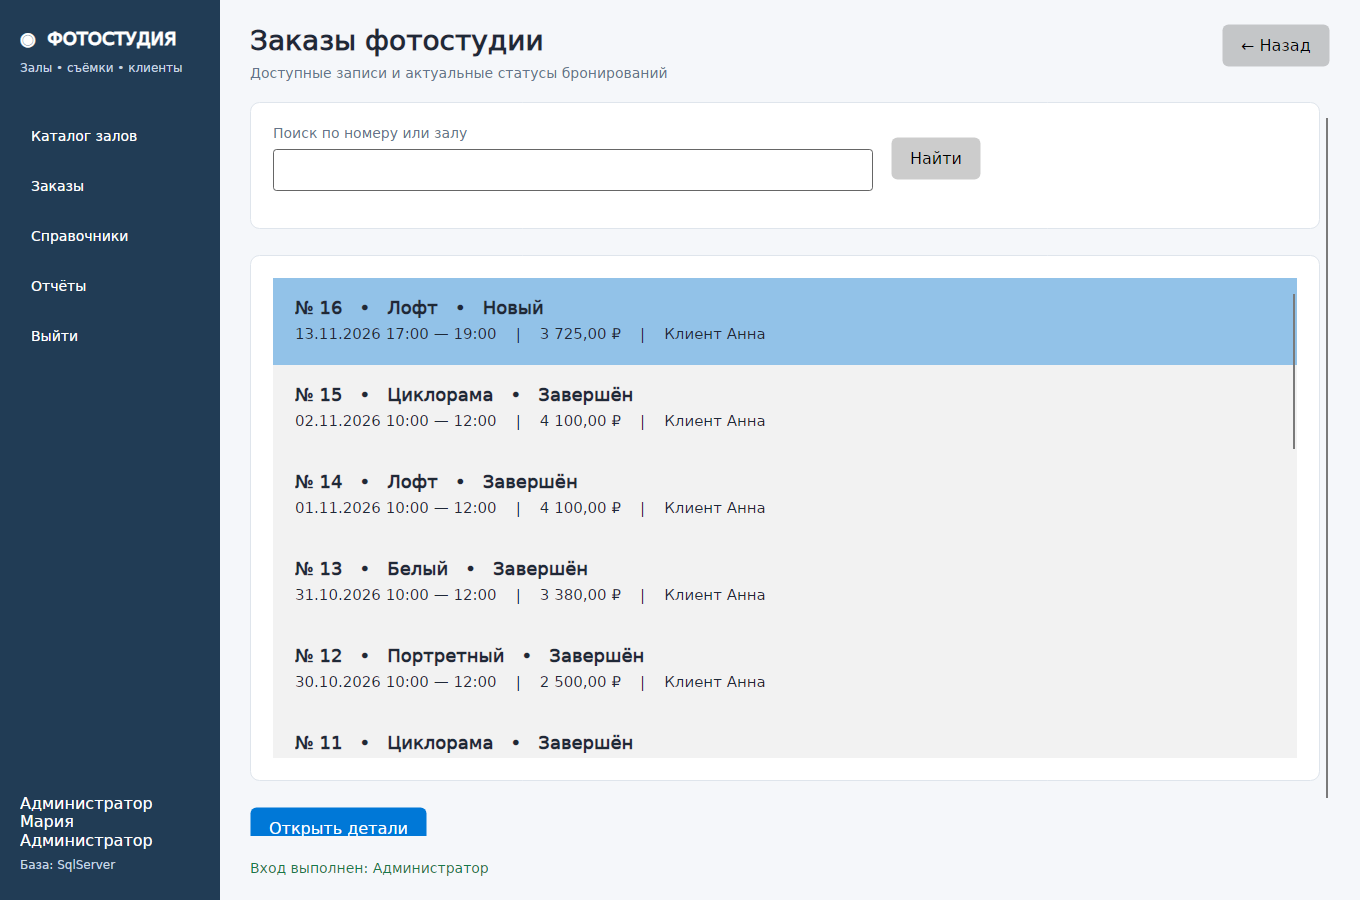 ◉ ФОТОСТУДИЯ
Залы • съёмки • клиенты
Каталог залов
Заказы
Справочники
Отчёты
Выйти
Администратор
Мария
Администратор
База: SqlServer
Заказы фотостудии
Доступные записи и актуальные статусы бронирований
← Назад
Поиск по номеру или залу
Найти
№ 16 • Лофт • Новый
13.11.2026 17:00 — 19:00 | 3 725,00 ₽ | Клиент Анна
№ 15 • Циклорама • Завершён
02.11.2026 10:00 — 12:00 | 4 100,00 ₽ | Клиент Анна
№ 14 • Лофт • Завершён
01.11.2026 10:00 — 12:00 | 4 100,00 ₽ | Клиент Анна
№ 13 • Белый • Завершён
31.10.2026 10:00 — 12:00 | 3 380,00 ₽ | Клиент Анна
№ 12 • Портретный • Завершён
30.10.2026 10:00 — 12:00 | 2 500,00 ₽ | Клиент Анна
№ 11 • Циклорама • Завершён
Открыть детали
Вход выполнен: Администратор